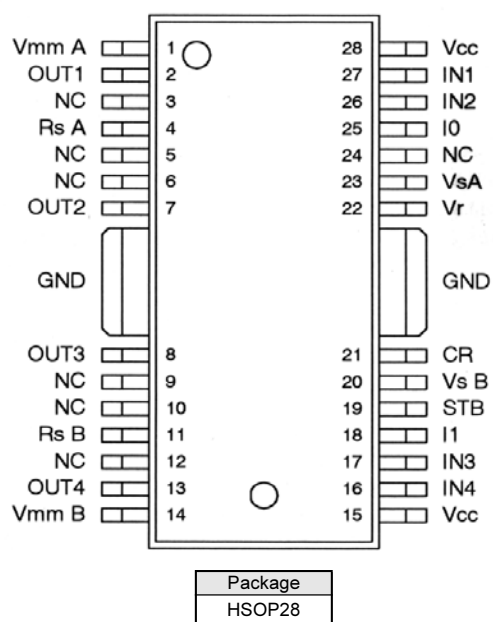 Vmm A 1 28 Vcc
OUT1 2 27 IN1
NC 3 26 IN2
Rs A 4 25 I0
NC 5 24 NC
NC 6 23 VsA
OUT2 7 22 Vr
GND GND
OUT3 8 21 CR
NC 9 20 Vs B
NC 10 19 STB
Rs B 11 18 I1
NC 12 17 IN3
OUT4 13 16 IN4
Vmm B 14 15 Vcc
Package
HSOP28